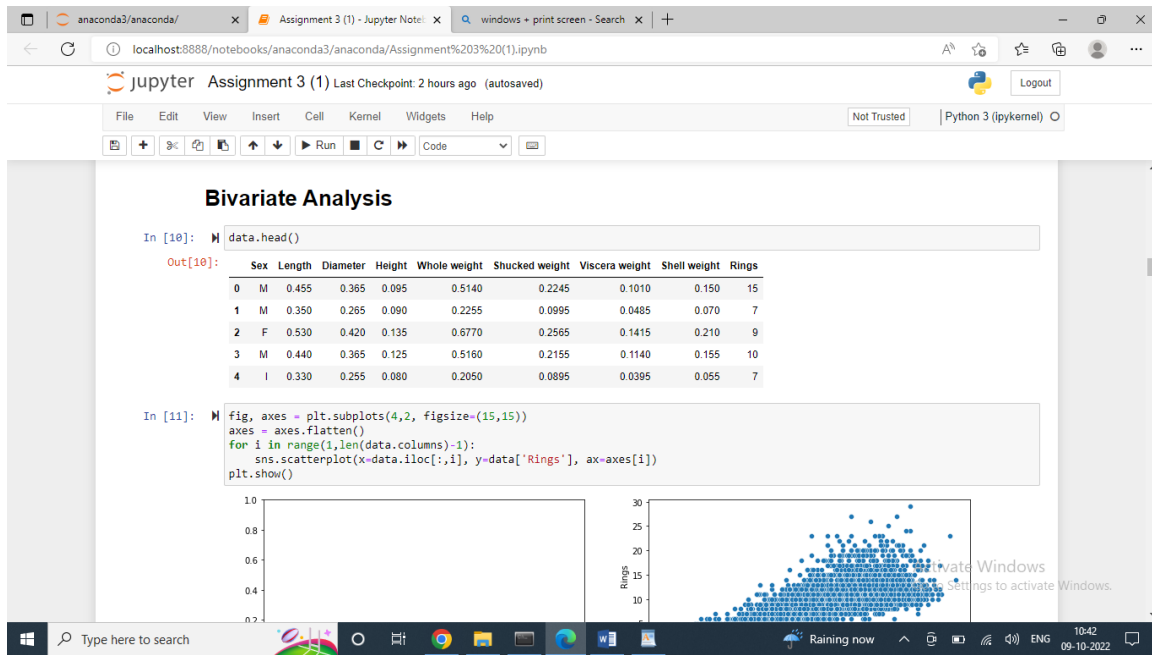 anaconda3/anaconda/ Assignment 3 (1) - Jupyter Note windows + print screen - Search
localhost:8888/notebooks/anaconda3/anaconda/Assignment%203%20(1).ipynb
jupyter Assignment 3 (1) Last Checkpoint: 2 hours ago (autosaved) Logout
File Edit View Insert Cell Kernel Widgets Help Not Trusted Python 3 (ipykernel)
Run Code
Bivariate Analysis
In [10]: data.head()
Out[10]:
Sex Length Diameter Height Whole weight Shucked weight Viscera weight Shell weight Rings
0 M 0.455 0.365 0.095 0.5140 0.2245 0.1010 0.150 15
1 M 0.350 0.265 0.090 0.2255 0.0995 0.0485 0.070 7
2 F 0.530 0.420 0.135 0.6770 0.2565 0.1415 0.210 9
3 M 0.440 0.365 0.125 0.5160 0.2155 0.1140 0.155 10
4 I 0.330 0.255 0.080 0.2050 0.0895 0.0395 0.055 7
In [11]: fig, axes = plt.subplots(4,2, figsize=(15,15))
axes = axes.flatten()
for i in range(1,len(data.columns)-1):
sns.scatterplot(x=data.iloc[:,i], y=data['Rings'], ax=axes[i])
plt.show()
1.0
0.8
0.6
0.4
0.2
30
25
20
15
10
Rings
Windows
Settings to activate Windows.
Type here to search Raining now ENG 10:42
09-10-2022